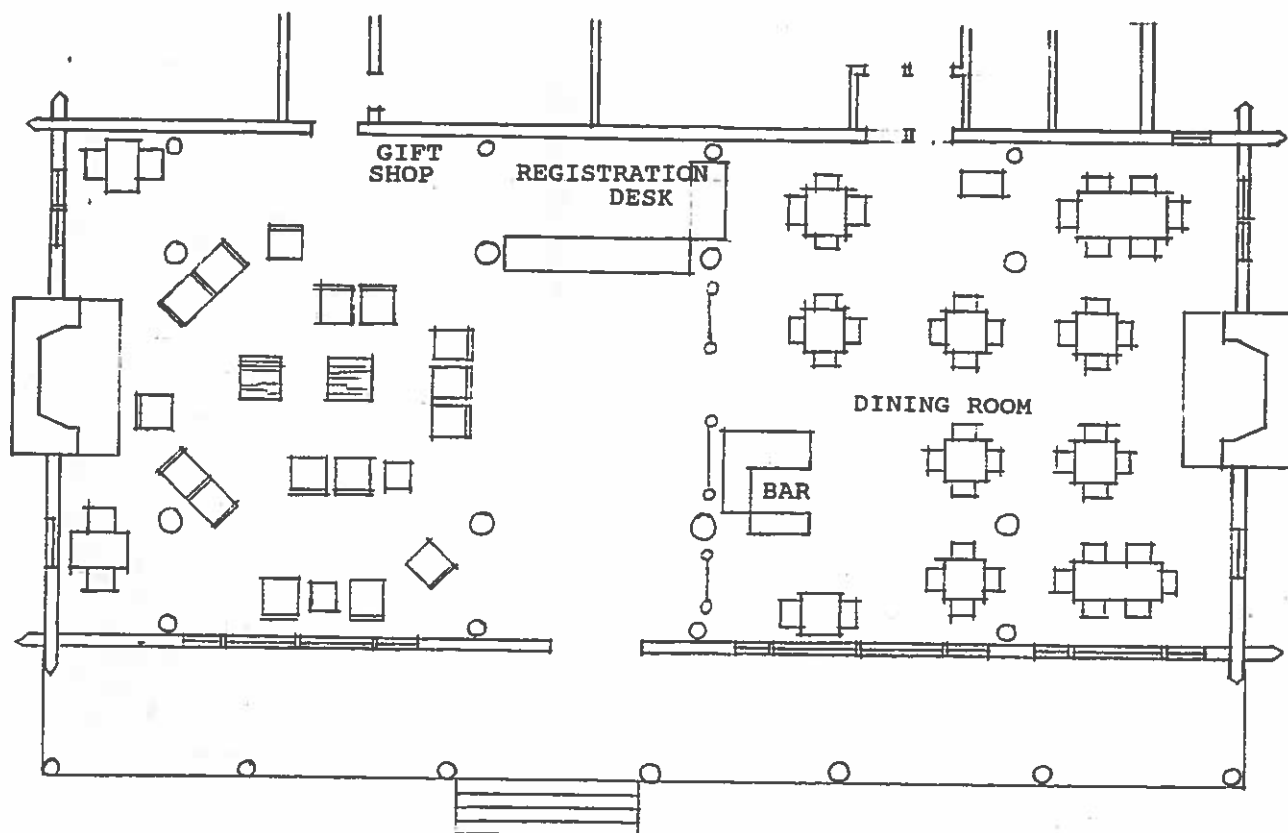 GIFT
SHOP
REGISTRATION
DESK
DINING ROOM
BAR